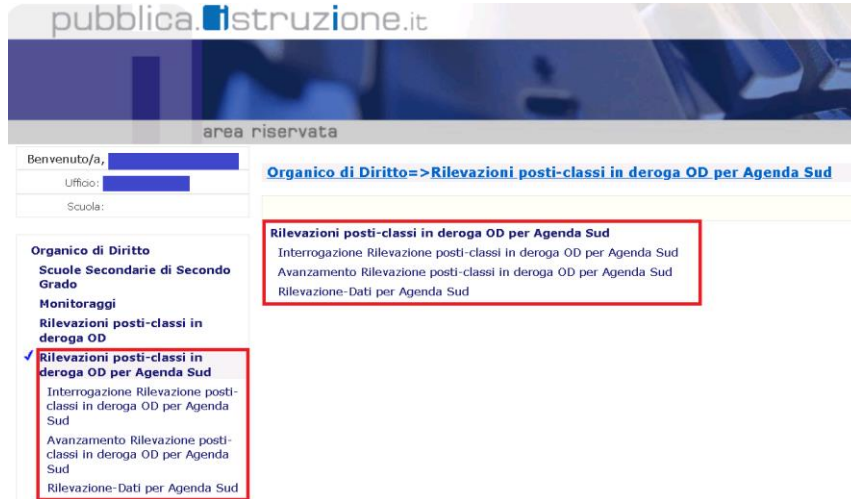 pubblica.istruzione.it
area riservata
Benvenuto/a,
Ufficio:
Scuola:
Organico di Diritto
Scuole Secondarie di Secondo
Grado
Monitoraggi
Rilevazioni posti-classi in
deroga OD
Rilevazioni posti-classi in
deroga OD per Agenda Sud
Interrogazione Rilevazione posti-
classi in deroga OD per Agenda
Sud
Avanzamento Rilevazione posti-
classi in deroga OD per Agenda
Sud
Rilevazione-Dati per Agenda Sud
Organico di Diritto=>Rilevazioni posti-classi in deroga OD per Agenda Sud
Rilevazioni posti-classi in deroga OD per Agenda Sud
Interrogazione Rilevazione posti-classi in deroga OD per Agenda Sud
Avanzamento Rilevazione posti-classi in deroga OD per Agenda Sud
Rilevazione-Dati per Agenda Sud